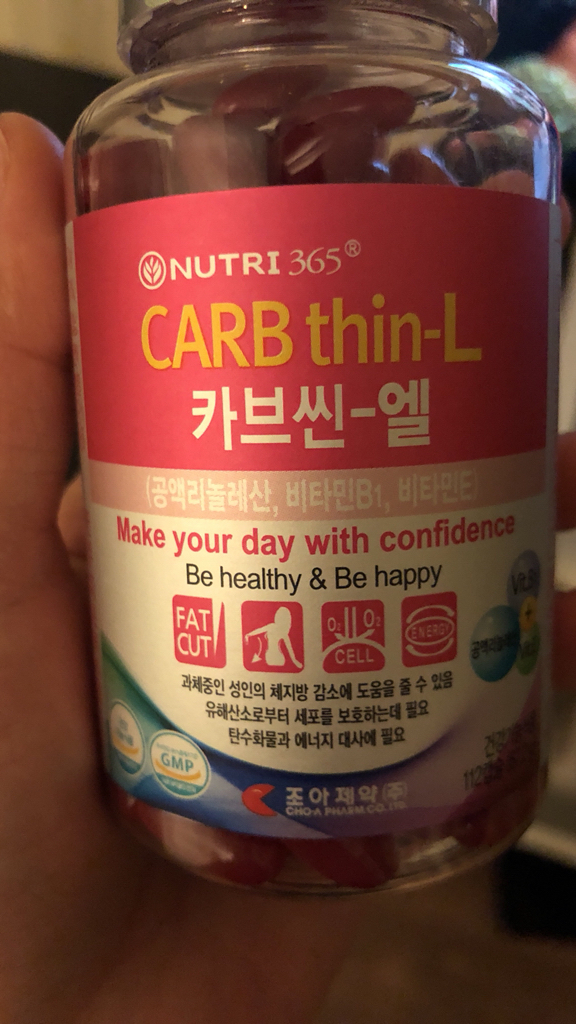 NUTRI 365®
CARB thin-L
카브씬-엘
(공액리놀레산, 비타민B1, 비타민E)
Make your day with confidence
Be healthy & Be happy
FAT
CUT
O2 O2
CELL
ENERGY
과체중인 성인의 체지방 감소에 도움을 줄 수 있음
유해산소로부터 세포를 보호하는데 필요
탄수화물과 에너지 대사에 필요
GMP
조아제약(주)
CHO-A PHARM.CO.,LTD.